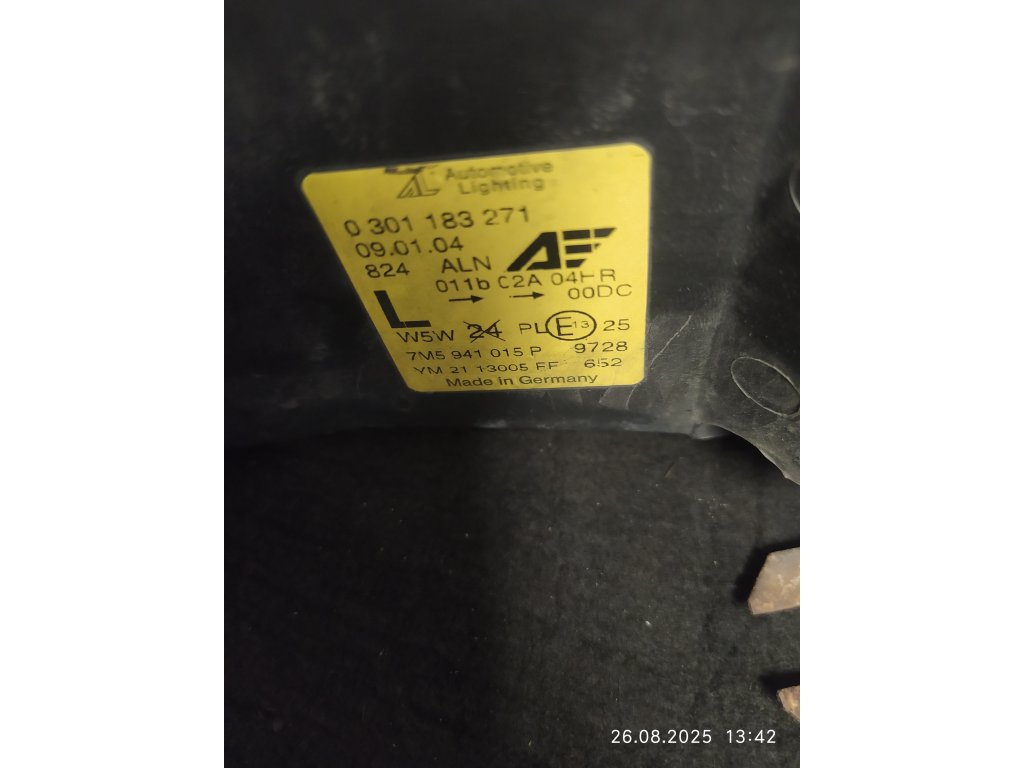 Automotive
Lighting
0 301 183 271
09.01.04
824 ALN
011b C2A 04HR
00DC
L
W5W 24 PL E 13 25
7M5 941 015 P 9728
YM 21 13005 EF 652
Made in Germany
26.08.2025 13:42